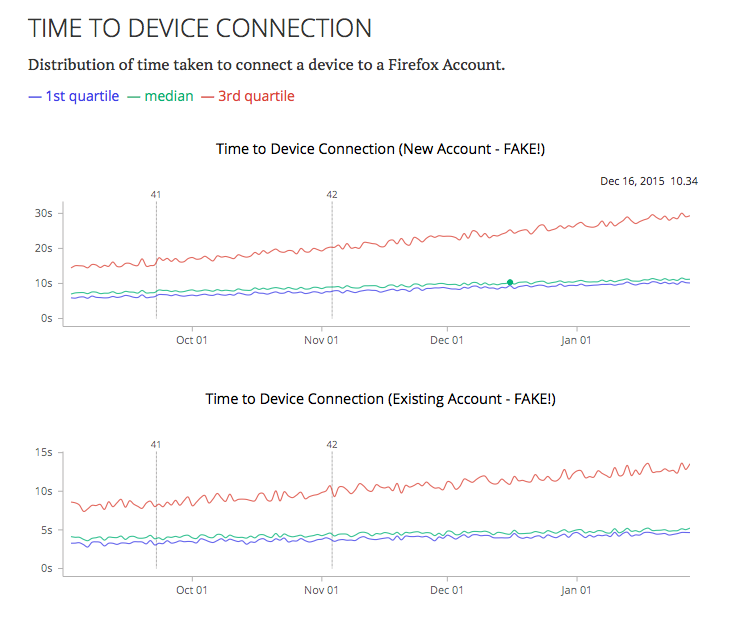 TIME TO DEVICE CONNECTION
Distribution of time taken to connect a device to a Firefox Account.
— 1st quartile — median — 3rd quartile
Time to Device Connection (New Account - FAKE!)
Dec 16, 2015 10.34
41 42
30s
20s
10s
0s
Oct 01 Nov 01 Dec 01 Jan 01
Time to Device Connection (Existing Account - FAKE!)
41 42
15s
10s
5s
0s
Oct 01 Nov 01 Dec 01 Jan 01